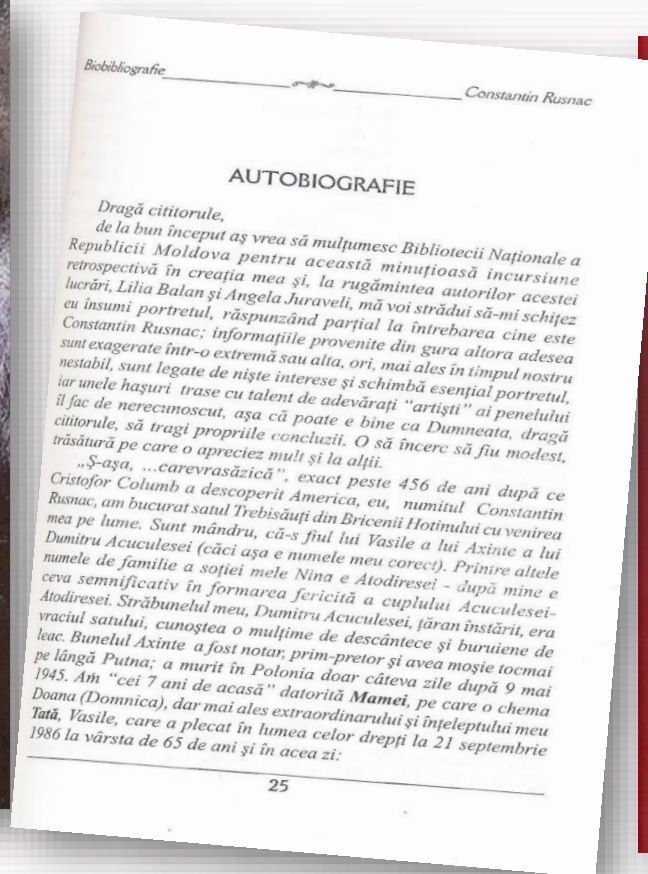 Biobibliografie Constantin Rusnac
AUTOBIOGRAFIE
Dragă cititorule,
de la bun început aş vrea să mulţumesc Bibliotecii Naţionale a
Republicii Moldova pentru această minuţioasă incursiune
retrospectivă în creaţia mea şi, la rugămintea autorilor acestei
lucrări, Lilia Balan şi Angela Juraveli, mă voi strădui să-mi schiţez
eu însumi portretul, răspunzând parţial la întrebarea cine este
Constantin Rusnac; informaţiile provenite din gura altora adesea
sunt exagerate într-o extremă sau alta, ori, mai ales în timpul nostru
nestabil, sunt legate de nişte interese şi schimbă esenţial portretul,
iar unele haşuri trase cu talent de adevăraţi “artişti” ai penelului
îl fac de nerecunoscut, aşa că poate e bine ca Dumneata, dragă
cititorule, să tragi propriile concluzii. O să încerc să fiu modest,
trăsătură pe care o apreciez mult şi la alţii.
„Ş-aşa, ...carevrasăzică”, exact peste 456 de ani după ce
Cristofor Columb a descoperit America, eu, numitul Constantin
Rusnac, am bucurat satul Trebisăuţi din Bricenii Hotinului cu venirea
mea pe lume. Sunt mândru, că-s fiul lui Vasile a lui Axinte a lui
Dumitru Acuculesei (căci aşa e numele meu corect). Prinire altele
numele de familie a soţiei mele Nina e Atodiresei - după mine e
ceva semnificativ în formarea fericită a cuplului Acuculesei-
Atodiresei. Străbunelul meu, Dumitru Acuculesei, ţăran înstărit, era
vraciul satului, cunoştea o mulţime de descântece şi buruiene de
leac. Bunelul Axinte a fost notar, prim-pretor şi avea moşie tocmai
pe lângă Putna; a murit în Polonia doar câteva zile după 9 mai
1945. Am “cei 7 ani de acasă” datorită Mamei, pe care o chema
Doana (Domnica), dar mai ales extraordinarului şi înţeleptului meu
Tată, Vasile, care a plecat în lumea celor drepţi la 21 septembrie
1986 la vârsta de 65 de ani şi în acea zi:
25